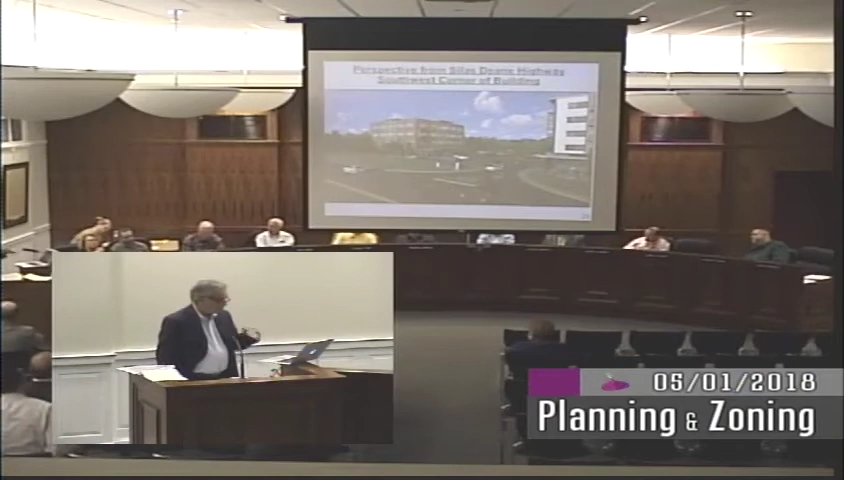 Perspective from Silas Deane Highway
Southwest Corner of Building
05/01/2018
Planning & Zoning